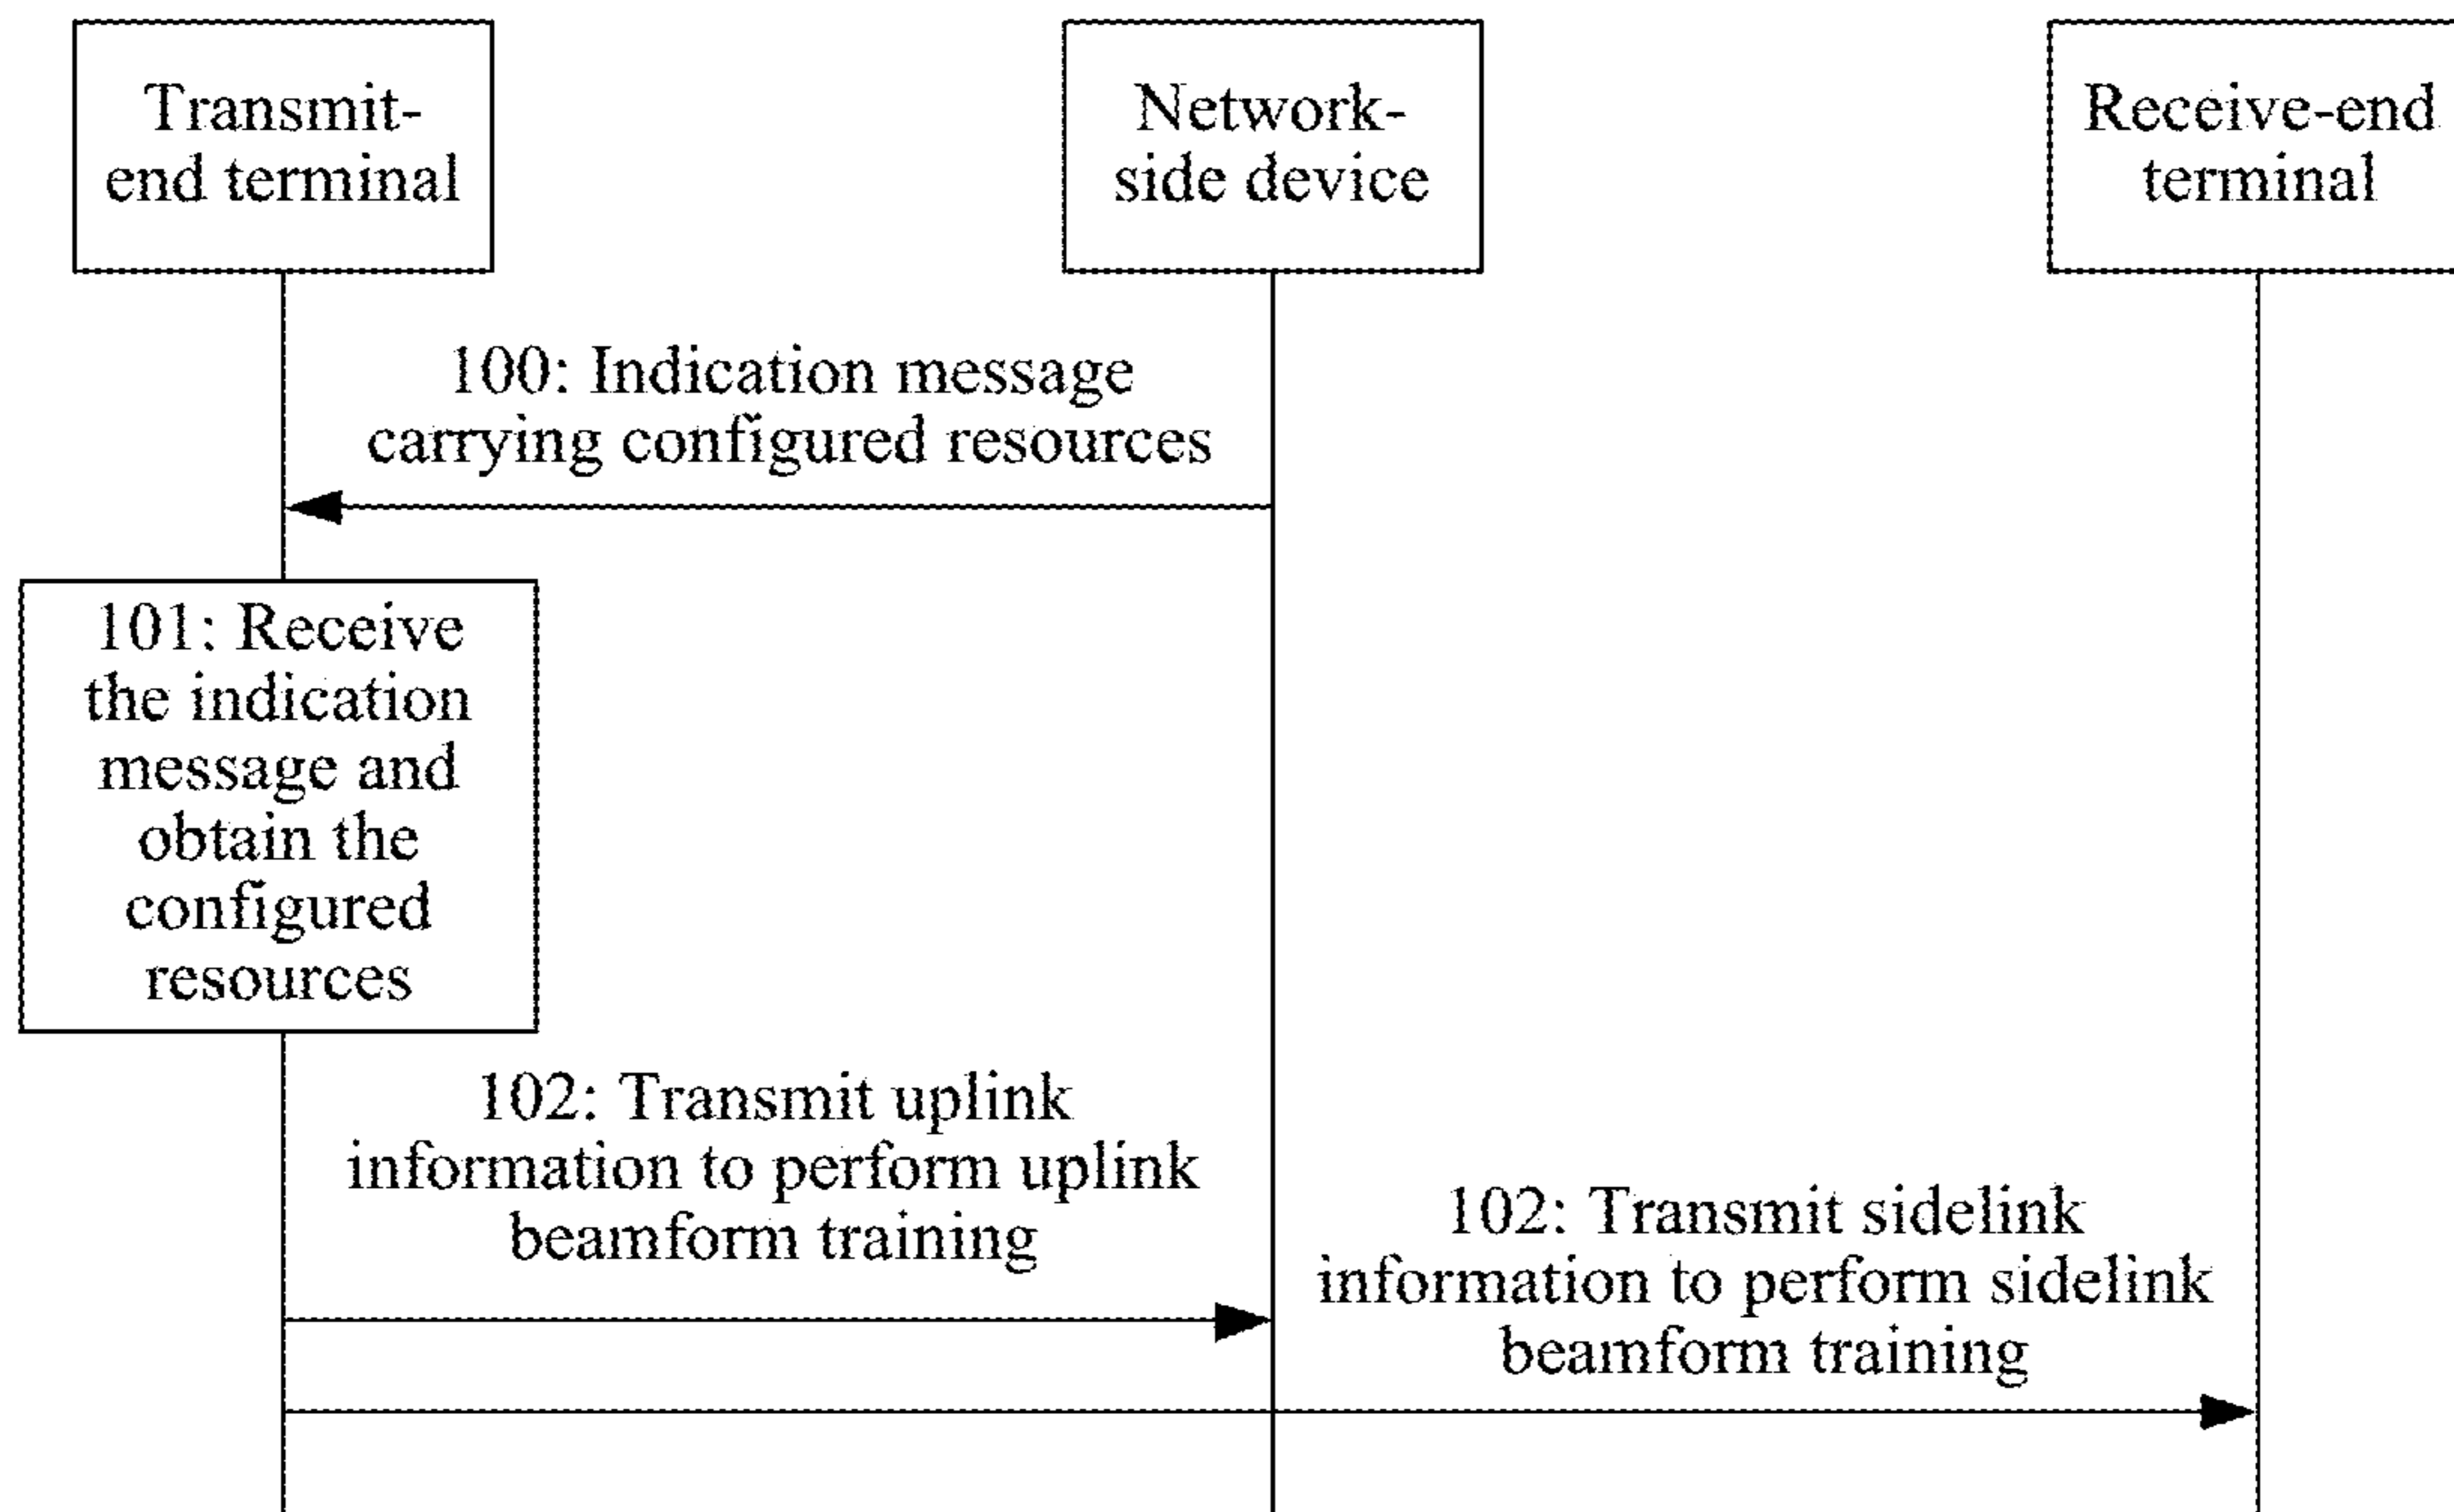 Transmit-
end terminal
Network-
side device
Receive-end
terminal
100: Indication message
carrying configured resources
101: Receive
the indication
message and
obtain the
configured
resources
102: Transmit uplink
information to perform uplink
beamform training
102: Transmit sidelink
information to perform sidelink
beamform training